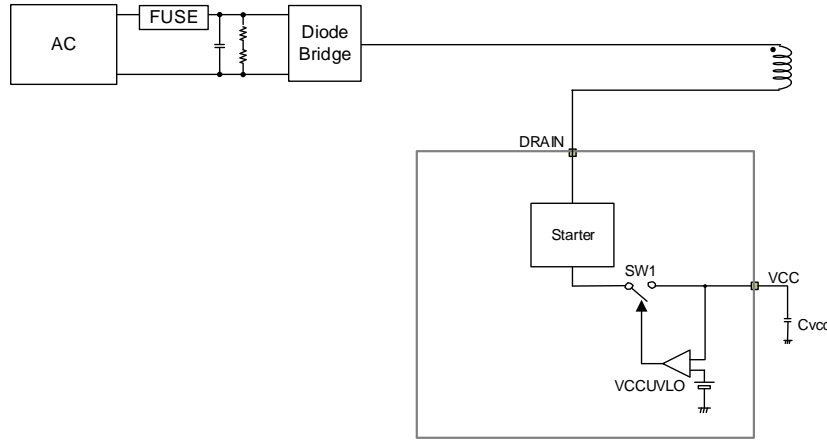 AC
FUSE
Diode
Bridge
DRAIN
Starter
SW1
VCC
Cvcc
VCCUVLO